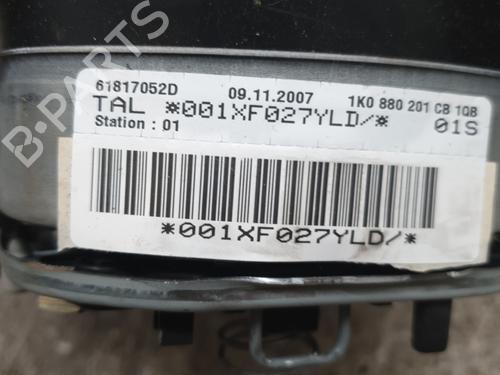 B-PARTS
61817052D 09.11.2007 1K0 880 201 CB 1QB
TAL *001XF027YLD/* 01S
Station : 01
*001XF027YLD/*